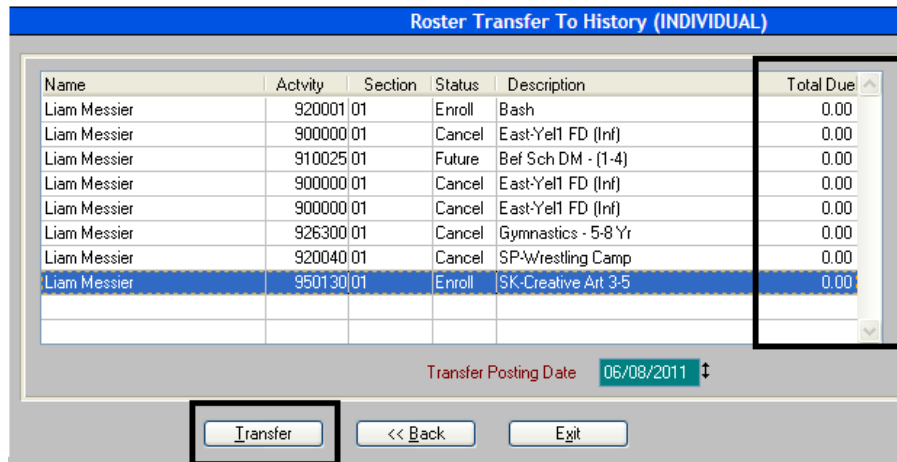 Roster Transfer To History (INDIVIDUAL)
Name Actvity Section Status Description Total Due
Liam Messier 920001 01 Enroll Bash 0.00
Liam Messier 900000 01 Cancel East-Yel1 FD (Inf) 0.00
Liam Messier 910025 01 Future Bef Sch DM - (1-4) 0.00
Liam Messier 900000 01 Cancel East-Yel1 FD (Inf) 0.00
Liam Messier 900000 01 Cancel East-Yel1 FD (Inf) 0.00
Liam Messier 926300 01 Cancel Gymnastics - 5-8 Yr 0.00
Liam Messier 920040 01 Cancel SP-Wrestling Camp 0.00
Liam Messier 950130 01 Enroll SK-Creative Art 3-5 0.00
Transfer Posting Date 06/08/2011
Transfer << Back Exit